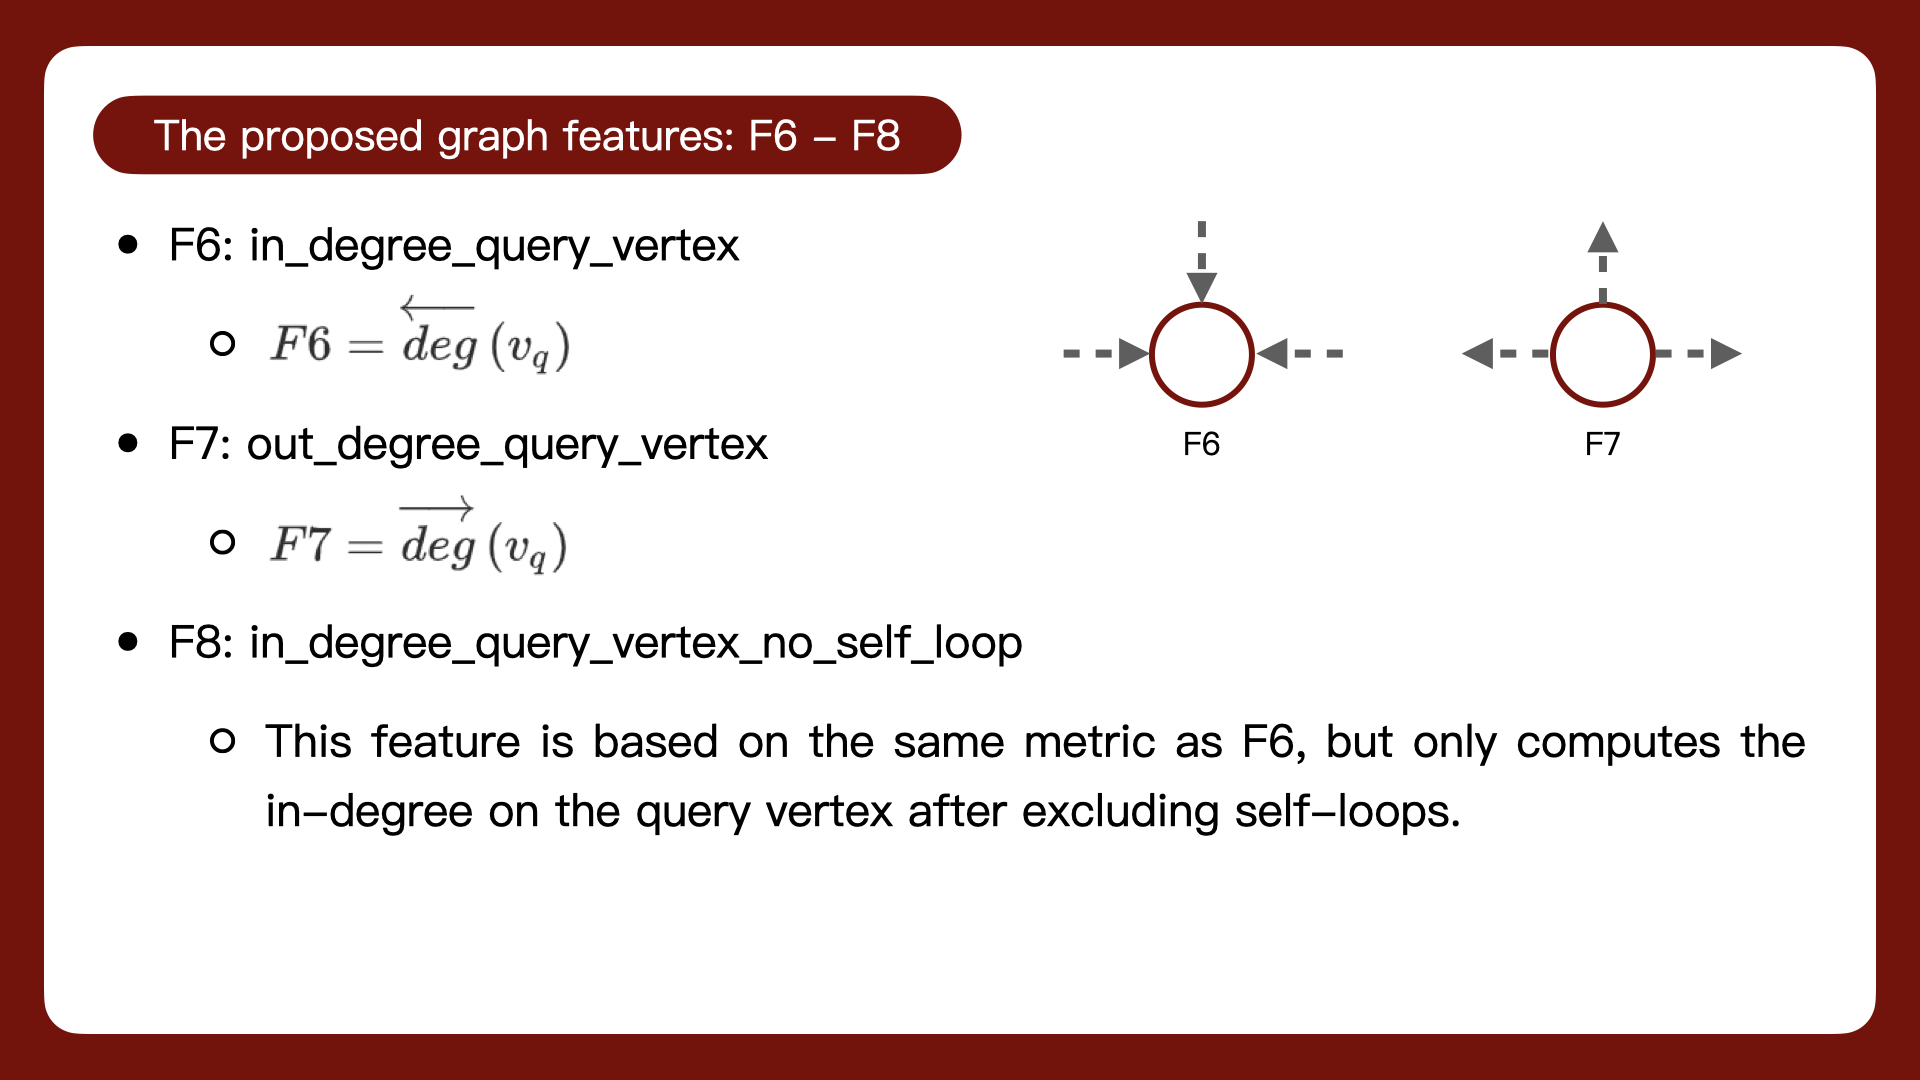 The proposed graph features: F6 – F8
• F6: in_degree_query_vertex
○ $F6 = \overleftarrow{deg}(v_q)$
• F7: out_degree_query_vertex
○ $F7 = \overrightarrow{deg}(v_q)$
• F8: in_degree_query_vertex_no_self_loop
○ This feature is based on the same metric as F6, but only computes the
in–degree on the query vertex after excluding self–loops.
F6
F7